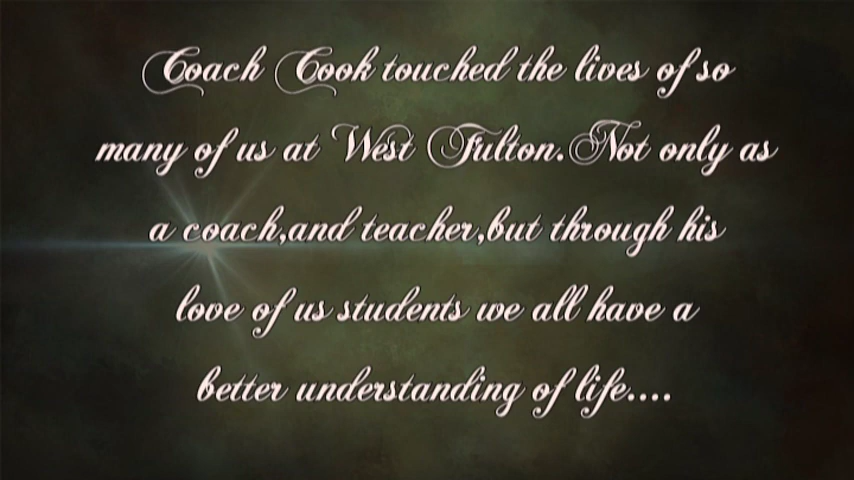 Coach Cook touched the lives of so
many of us at West Fulton.Not only as
a coach,and teacher,but through his
love of us students we all have a
better understanding of life....